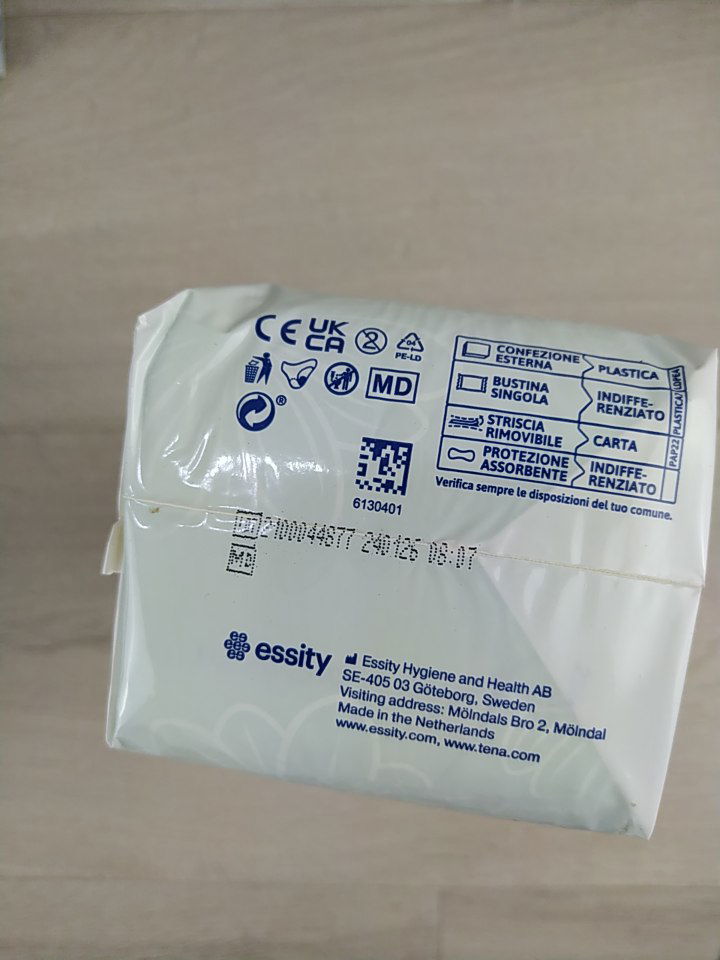 CE UK
CA
2
04
PE-LD
MD
®
CONFEZIONE
ESTERNA
PLASTICA
BUSTINA
SINGOLA
INDIFFE-
RENZIATO
STRISCIA
RIMOVIBILE
CARTA
PROTEZIONE
ASSORBENTE
INDIFFE-
RENZIATO
PAP22 PLASTICA/ LDPE4
Verifica sempre le disposizioni del tuo comune.
6130401
2100044877 240126 08:07
MD
essity
Essity Hygiene and Health AB
SE-405 03 Göteborg, Sweden
Visiting address: Mölndals Bro 2, Mölndal
Made in the Netherlands
www.essity.com, www.tena.com